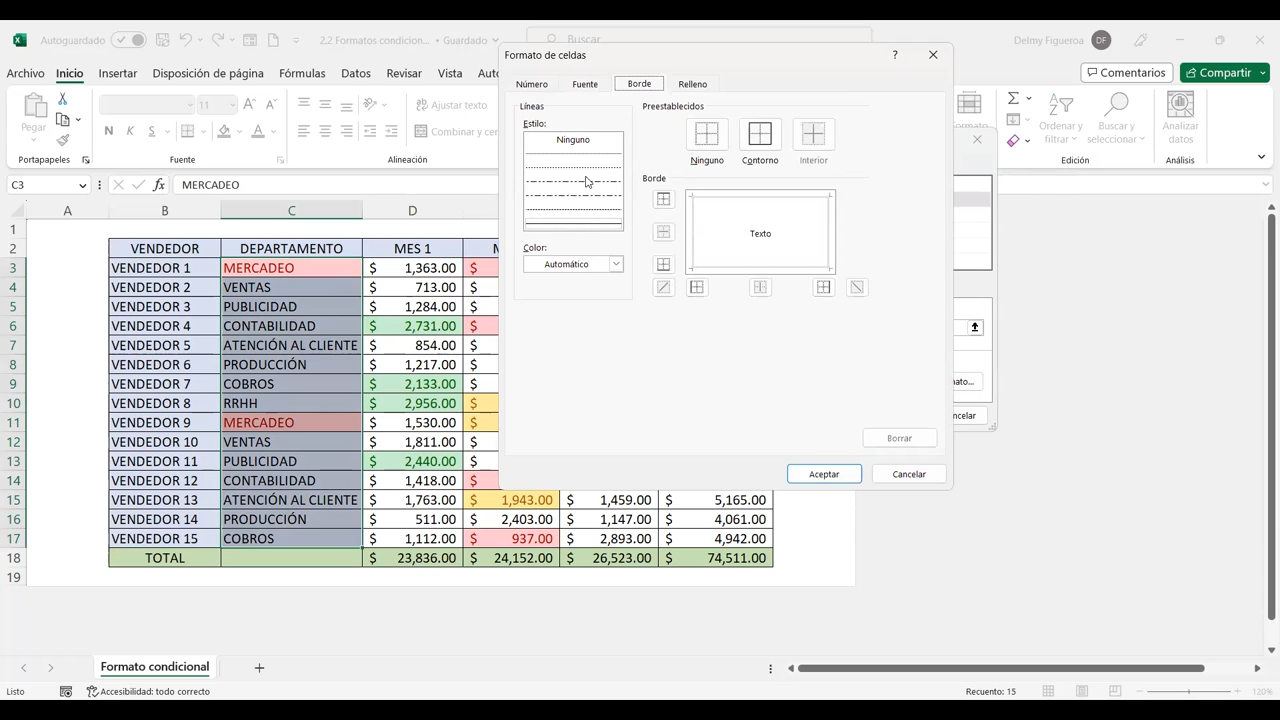 Autoguardado
2.2 Formatos condicion... • Guardado
Buscar
Delmy Figueroa
DF
Archivo
Inicio
Insertar
Disposición de página
Fórmulas
Datos
Revisar
Vista
Aut
Comentarios
Compartir
Pegar
11
N K S
Ajustar texto
Combinar y cer
Formato
Ordenar y filtrar
Buscar y seleccionar
Analizar datos
Portapapeles
Fuente
Alineación
Edición
Análisis
C3
fx
MERCADEO
A B C D
1
2 VENDEDOR DEPARTAMENTO MES 1 M
3 VENDEDOR 1 MERCADEO $ 1,363.00 $
4 VENDEDOR 2 VENTAS $ 713.00 $
5 VENDEDOR 3 PUBLICIDAD $ 1,284.00 $
6 VENDEDOR 4 CONTABILIDAD $ 2,731.00 $
7 VENDEDOR 5 ATENCIÓN AL CLIENTE $ 854.00 $
8 VENDEDOR 6 PRODUCCIÓN $ 1,217.00 $
9 VENDEDOR 7 COBROS $ 2,133.00 $
10 VENDEDOR 8 RRHH $ 2,956.00 $
11 VENDEDOR 9 MERCADEO $ 1,530.00 $
12 VENDEDOR 10 VENTAS $ 1,811.00 $
13 VENDEDOR 11 PUBLICIDAD $ 2,440.00 $
14 VENDEDOR 12 CONTABILIDAD $ 1,418.00 $
15 VENDEDOR 13 ATENCIÓN AL CLIENTE $ 1,763.00 $ 1,943.00 $ 1,459.00 $ 5,165.00
16 VENDEDOR 14 PRODUCCIÓN $ 511.00 $ 2,403.00 $ 1,147.00 $ 4,061.00
17 VENDEDOR 15 COBROS $ 1,112.00 $ 937.00 $ 2,893.00 $ 4,942.00
18 TOTAL $ 23,836.00 $ 24,152.00 $ 26,523.00 $ 74,511.00
19
Formato de celdas
?
Número
Fuente
Borde
Relleno
Líneas
Estilo:
Ninguno
Color:
Automático
Preestablecidos
Ninguno
Contorno
Interior
Borde
Texto
Borrar
Aceptar
Cancelar
ato...
ncelar
Formato condicional
Listo
Accesibilidad: todo correcto
Recuento: 15
120%